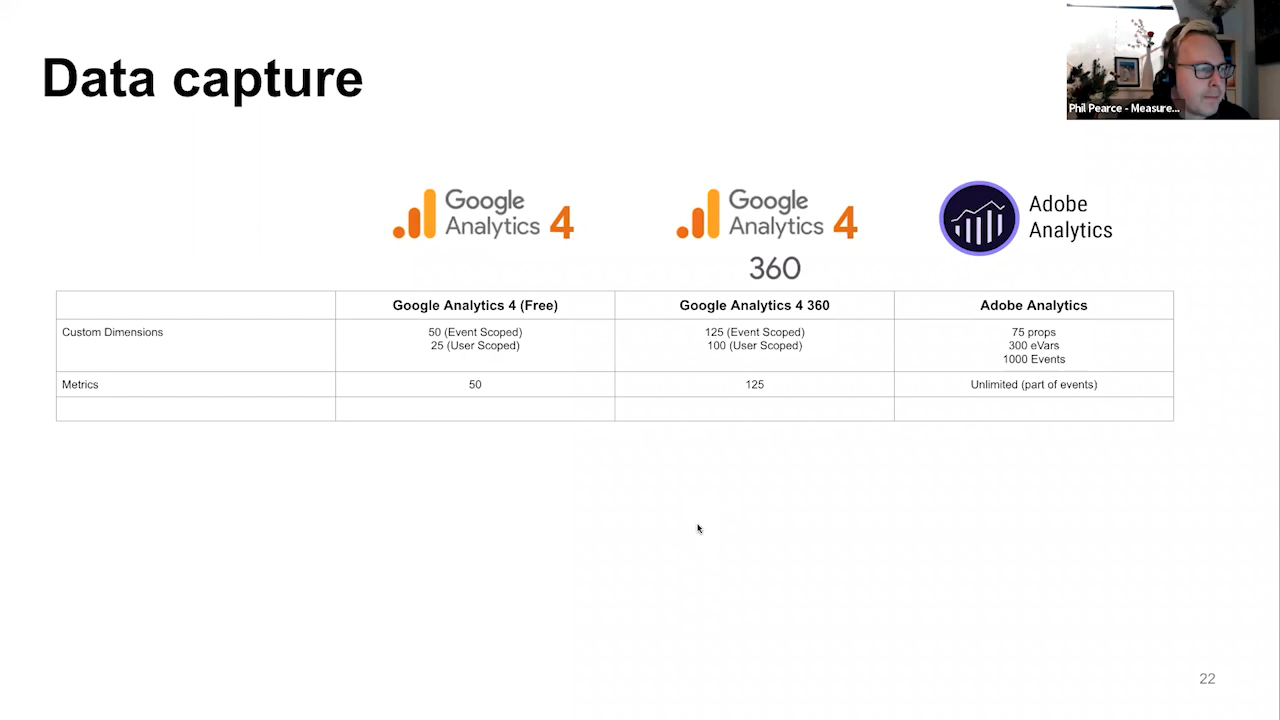 Data capture
Phil Pearce - Measure...
Google
Analytics 4
Google
Analytics 4
360
Adobe
Analytics
Google Analytics 4 (Free)
Google Analytics 4 360
Adobe Analytics
Custom Dimensions
50 (Event Scoped)
25 (User Scoped)
125 (Event Scoped)
100 (User Scoped)
75 props
300 eVars
1000 Events
Metrics
50
125
Unlimited (part of events)
22